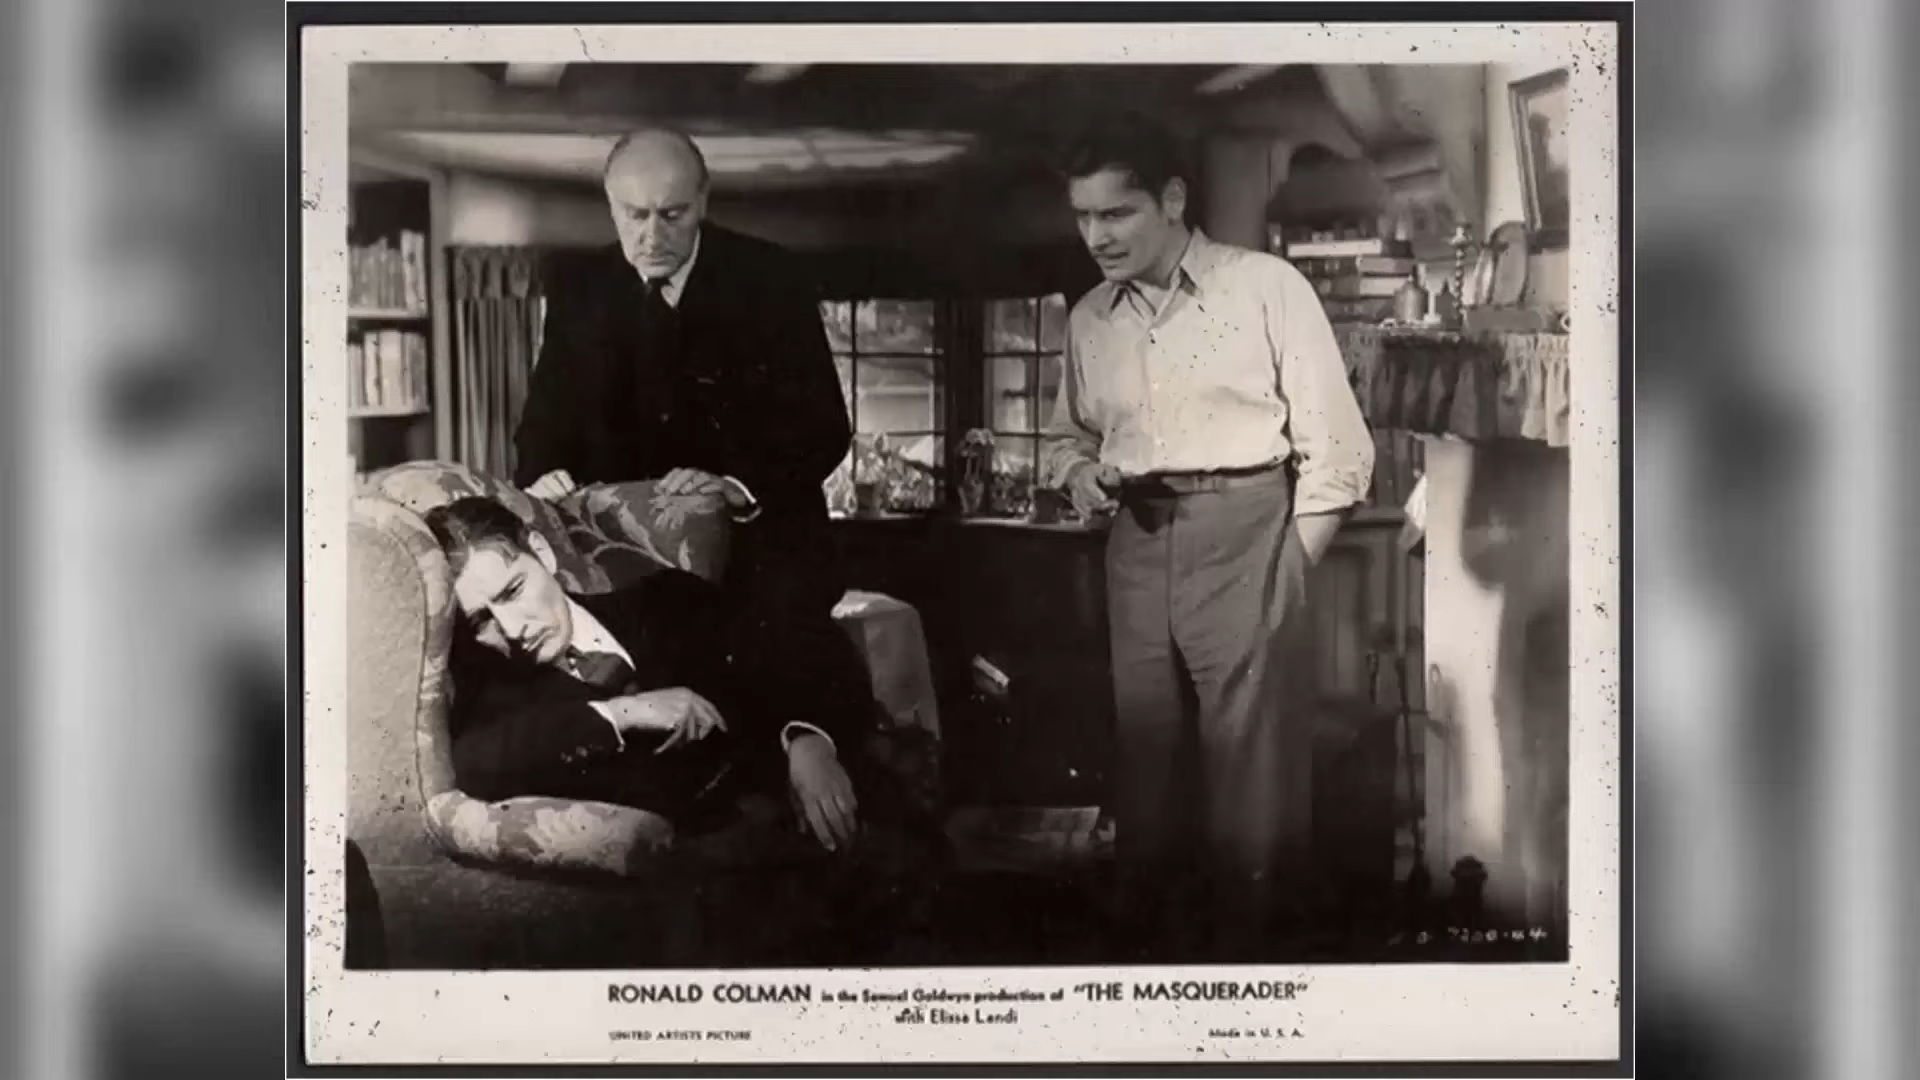 RONALD COLMAN in the Samuel Goldwyn production of "THE MASQUERADER"
with Elissa Landi
UNITED ARTISTS PICTURE Made in U. S. A.